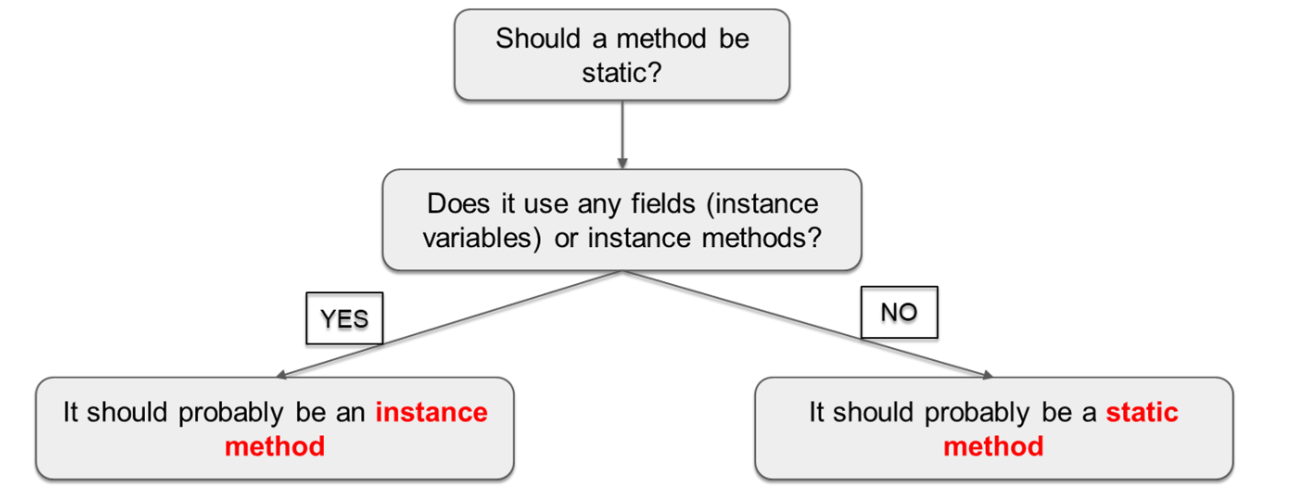 Should a method be
static?
Does it use any fields (instance
variables) or instance methods?
YES
NO
It should probably be an instance
method
It should probably be a static
method